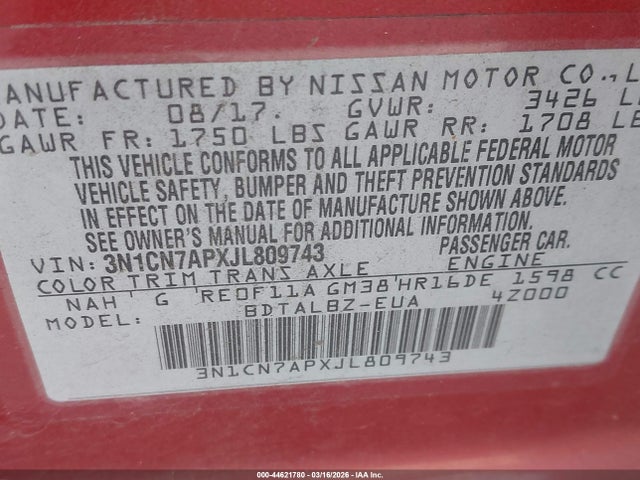 MANUFACTURED BY NISSAN MOTOR CO., L
DATE: 08/17. GVWR: 3426 L
GAWR FR: 1750 LBS GAWR RR: 1708 LB
THIS VEHICLE CONFORMS TO ALL APPLICABLE FEDERAL MOTOR
VEHICLE SAFETY, BUMPER AND THEFT PREVENTION STANDARDS
IN EFFECT ON THE DATE OF MANUFACTURE SHOWN ABOVE.
SEE OWNER'S MANUAL FOR ADDITIONAL INFORMATION.
VIN: 3N1CN7APXJL809743 PASSENGER CAR.
COLOR TRIM TRANS AXLE ENGINE
NAH G RE0F11A GM38 HR16DE 1598 CC
MODEL: BDTALBZ-EUA 4Z000
3N1CN7APXJL809743
000-44621780 - 03/16/2026 - IAA Inc.